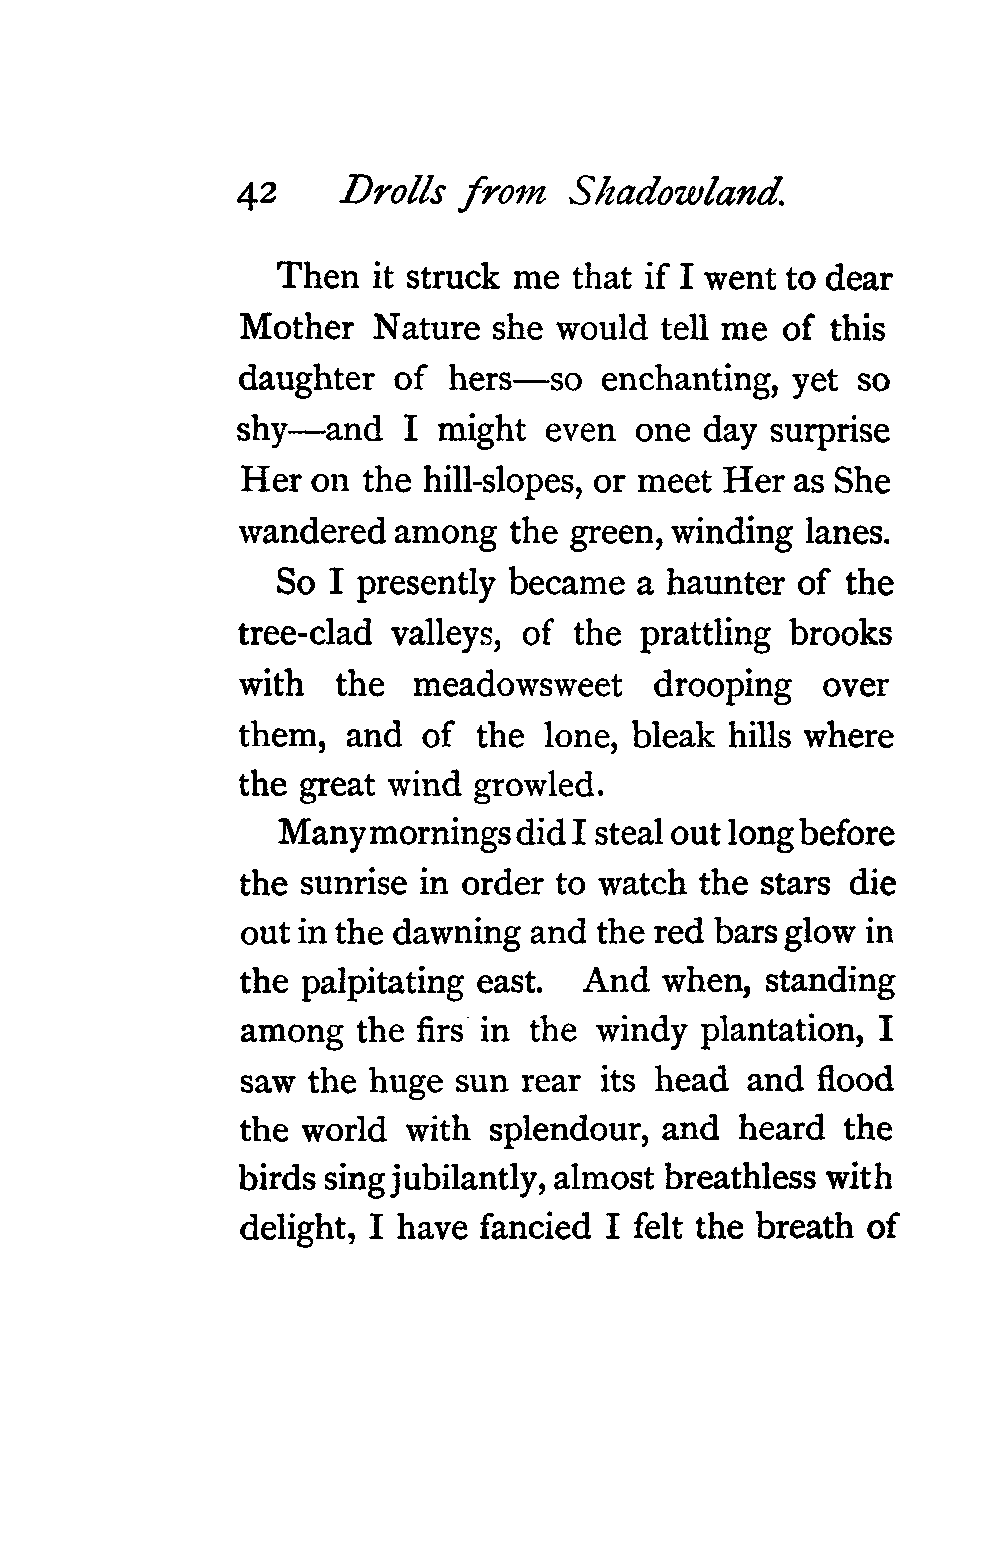 42 Drolls from Shadowland.
Then it struck me that if I went to dear
Mother Nature she would tell me of this
daughter of hers—so enchanting, yet so
shy—and I might even one day surprise
Her on the hill-slopes, or meet Her as She
wandered among the green, winding lanes.
So I presently became a haunter of the
tree-clad valleys, of the prattling brooks
with the meadowsweet drooping over
them, and of the lone, bleak hills where
the great wind growled.
Many mornings did I steal out long before
the sunrise in order to watch the stars die
out in the dawning and the red bars glow in
the palpitating east. And when, standing
among the firs in the windy plantation, I
saw the huge sun rear its head and flood
the world with splendour, and heard the
birds sing jubilantly, almost breathless with
delight, I have fancied I felt the breath of